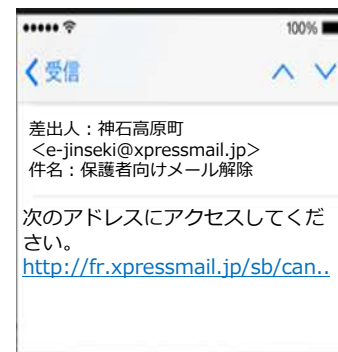 100%
受信
差出人：神石高原町
＜e-jinseki@xpressmail.jp＞
件名：保護者向けメール解除
次のアドレスにアクセスしてくだ
さい。
http://fr.xpressmail.jp/sb/can..